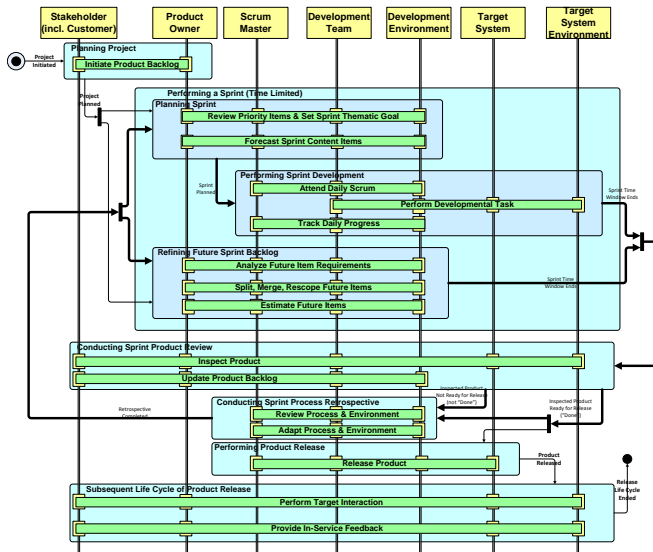 Stakeholder
(incl. Customer)
Product
Owner
Scrum
Master
Development
Team
Development
Environment
Target
System
Target
System
Environment
Planning Project
Project
Initiated
Initiate Product Backlog
Project
Planned
Performing a Sprint (Time Limited)
Planning Sprint
Review Priority Items & Set Sprint Thematic Goal
Forecast Sprint Content Items
Sprint
Planned
Performing Sprint Development
Attend Daily Scrum
Perform Developmental Task
Track Daily Progress
Sprint Time
Window Ends
Refining Future Sprint Backlog
Analyze Future Item Requirements
Split, Merge, Rescope Future Items
Estimate Future Items
Sprint Time
Window Ends
Conducting Sprint Product Review
Inspect Product
Update Product Backlog
Inspected Product
Not Ready for Release
(not "Done")
Inspected Product
Ready for Release
("Done")
Retrospective
Completed
Conducting Sprint Process Retrospective
Review Process & Environment
Adapt Process & Environment
Performing Product Release
Release Product
Product
Released
Release
Life Cycle
Ended
Subsequent Life Cycle of Product Release
Perform Target Interaction
Provide In-Service Feedback